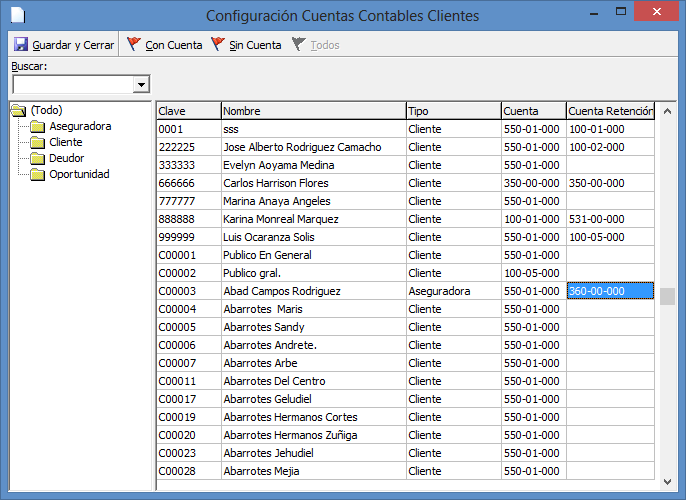 Configuración Cuentas Contables Clientes
Guardar y Cerrar Con Cuenta Sin Cuenta Todos
Buscar:
(Todo)
Aseguradora
Cliente
Deudor
Oportunidad
Clave Nombre Tipo Cuenta Cuenta Retención
0001 sss Cliente 550-01-000 100-01-000
222225 Jose Alberto Rodriguez Camacho Cliente 550-01-000 100-02-000
333333 Evelyn Aoyama Medina Cliente 550-01-000
666666 Carlos Harrison Flores Cliente 350-00-000 350-00-000
777777 Marina Anaya Angeles Cliente 550-01-000
888888 Karina Monreal Marquez Cliente 100-01-000 531-00-000
999999 Luis Ocaranza Solis Cliente 550-01-000 100-05-000
C00001 Publico En General Cliente 550-01-000
C00002 Publico gral. Cliente 100-05-000
C00003 Abad Campos Rodriguez Aseguradora 550-01-000 360-00-000
C00004 Abarrotes Maris Cliente 550-01-000
C00005 Abarrotes Sandy Cliente 550-01-000
C00006 Abarrotes Andrete. Cliente 550-01-000
C00007 Abarrotes Arbe Cliente 550-01-000
C00011 Abarrotes Del Centro Cliente 550-01-000
C00017 Abarrotes Geludiel Cliente 550-01-000
C00019 Abarrotes Hermanos Cortes Cliente 550-01-000
C00020 Abarrotes Hermanos Zuñiga Cliente 550-01-000
C00023 Abarrotes Jehudiel Cliente 550-01-000
C00028 Abarrotes Mejia Cliente 550-01-000